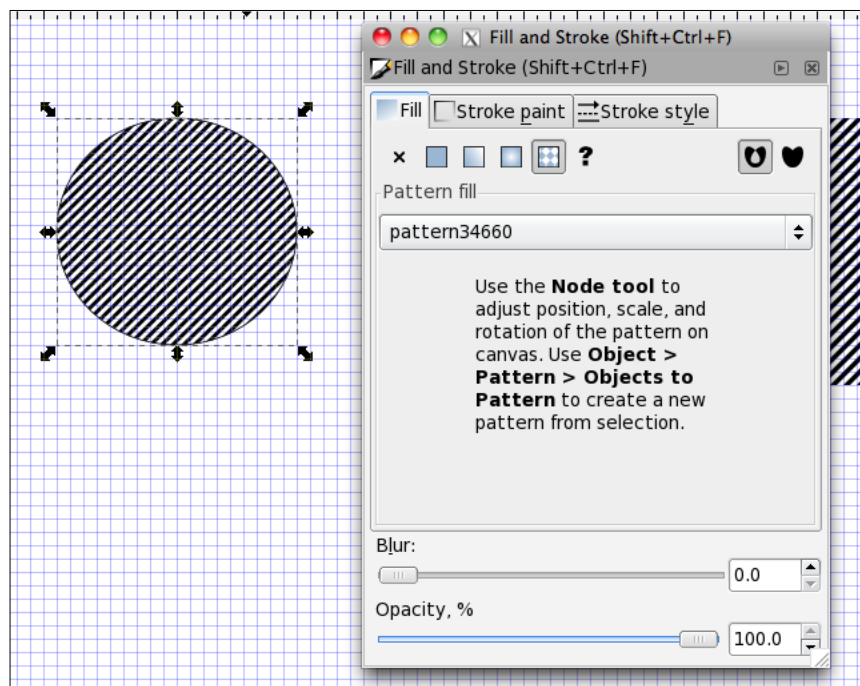 X Fill and Stroke (Shift+Ctrl+F)
Fill and Stroke (Shift+Ctrl+F)
Fill Stroke paint Stroke style
?
Pattern fill
pattern34660
Use the Node tool to
adjust position, scale, and
rotation of the pattern on
canvas. Use Object >
Pattern > Objects to
Pattern to create a new
pattern from selection.
Blur:
0.0
Opacity, %
100.0